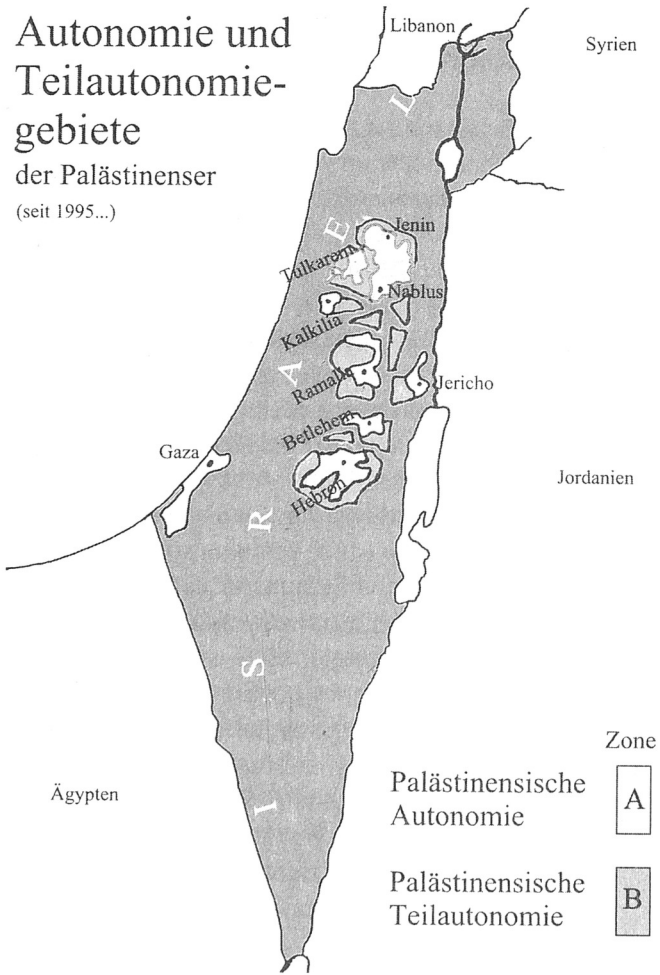 Autonomie und
Teilautonomie-
gebiete
der Palästinenser
(seit 1995...)
Libanon
Syrien
Jenin
Tulkarem
Nablus
Kalkilia
Ramalla
Jericho
Betlehem
Gaza
Hebron
Jordanien
ISRAEL
Ägypten
Zone
Palästinensische
Autonomie
A
Palästinensische
Teilautonomie
B